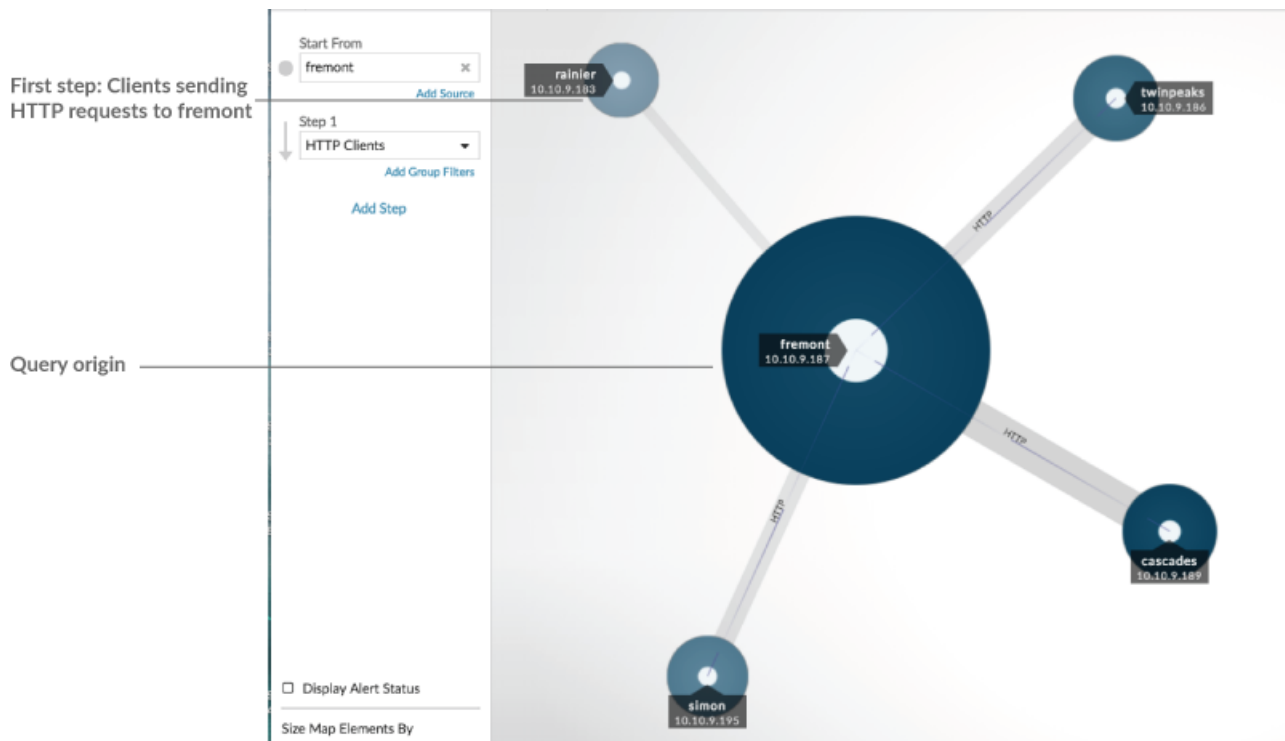 First step: Clients sending
HTTP requests to fremont
Query origin
Start From
fremont
Add Source
Step 1
HTTP Clients
Add Group Filters
Add Step
Display Alert Status
Size Map Elements By
rainier
10.10.9.183
twinpeaks
10.10.9.186
HTTP
fremont
10.10.9.187
HTTP
cascades
10.10.9.189
HTTP
simon
10.10.9.195